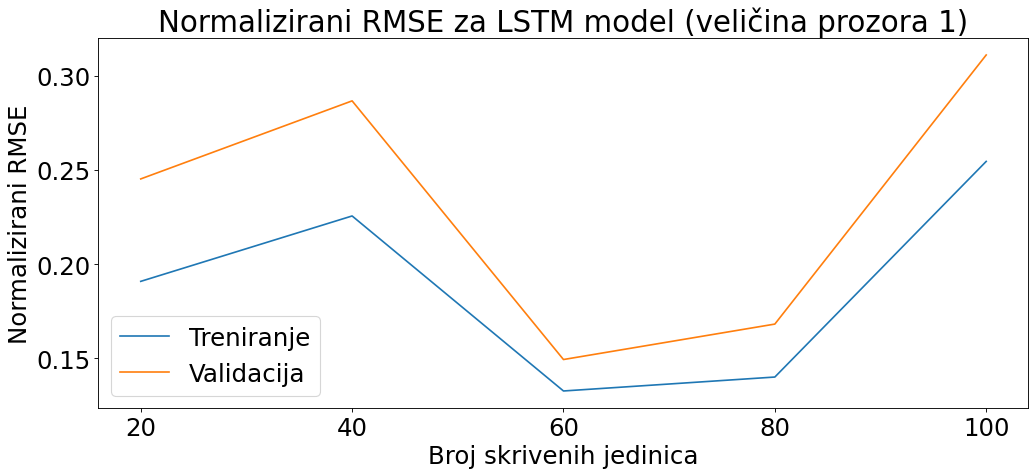 Normalizirani RMSE za LSTM model (veličina prozora 1)
Normalizirani RMSE
0.30
0.25
0.20
0.15
Treniranje
Validacija
20 40 60 80 100
Broj skrivenih jedinica